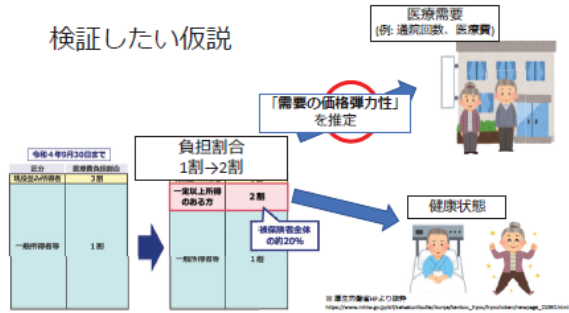 検証したい仮説
医療需要
(例: 通院回数、医療費)
「需要の価格弾力性」
を推定
負担割合
1割→2割
令和4年9月30日まで
区分 医療費負担割合
現役並み所得者 3割
一般所得者等 1割
一定以上所得
のある方 2割
被保険者全体
の約20%
一般所得者等 1割
健康状態
※ 厚生労働省HPより抜粋